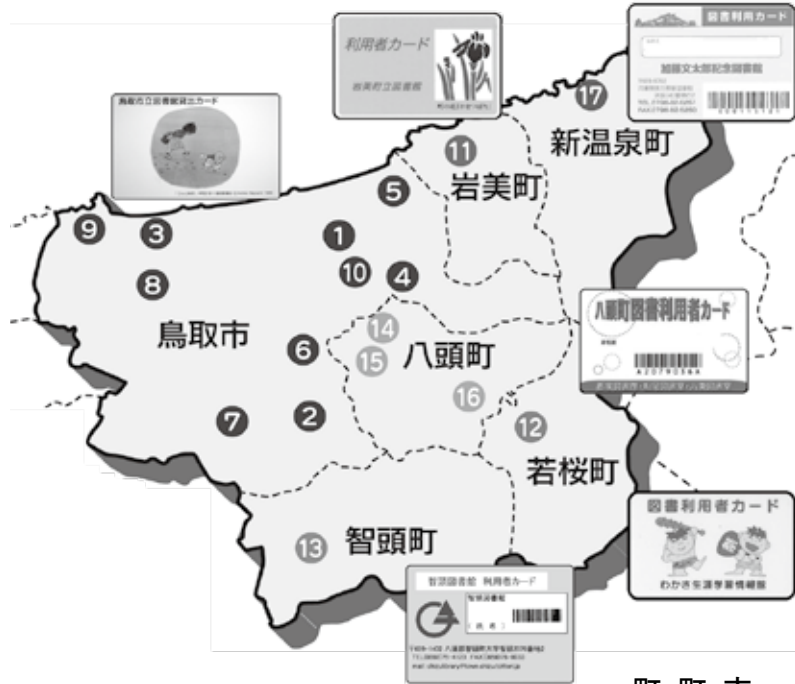 利用者カード
岩美町立図書館
図書利用カード
加藤文太郎記念図書館
鳥取市立図書館貸出カード
⑰
新温泉町
⑪
岩美町
⑤
⑨
③
①
⑩
④
⑧
鳥取市
⑭
八頭町
⑮
⑥
⑯
⑦
②
⑫
若桜町
⑬
智頭町
八頭町図書利用者カード
A2079036A
図書利用者カード
わかさ生涯学習情報館
智頭図書館 利用者カード
智頭図書館